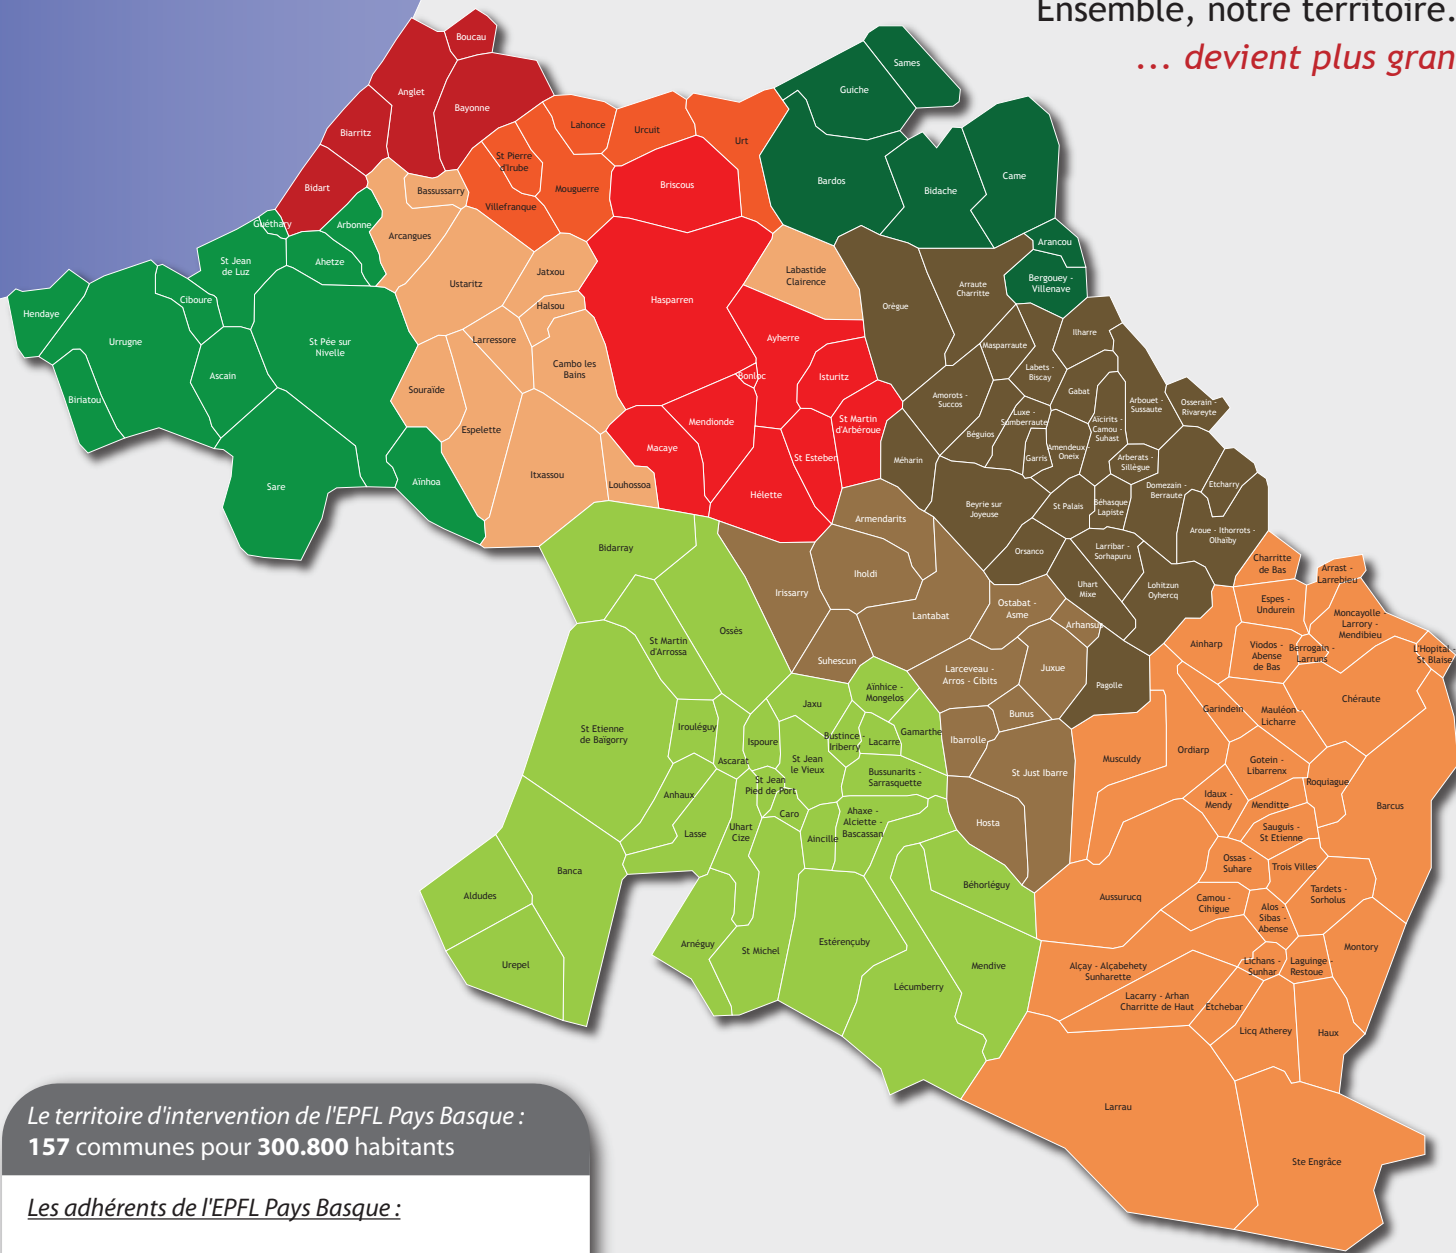 Ensemble, notre territoire.
... devient plus gran
Boucau
Anglet
Bayonne
Biarritz
Bidart
Sames
Guiche
Bardos
Bidache
Came
Arancou
Bergouey -
Villenave
Lahonce
Urcuit
Urt
St Pierre
d'Irube
Mouguerre
Villefranque
Briscous
Bassussarry
Arcangues
Ustaritz
Jatxou
Halsou
Larressore
Cambo les
Bains
Souraïde
Espelette
Itxassou
Louhossoa
Labastide
Clairence
Guéthary
Arbonne
Ahetze
St Jean
de Luz
Ciboure
Hendaye
Urrugne
Biriatou
Ascain
St Pée sur
Nivelle
Sare
Aïnhoa
Hasparren
Ayherre
Bonloc
Isturitz
Mendionde
Macaye
St Martin
d'Arbéroue
St Esteben
Hélette
Orègue
Arraute
Charritte
Masparraute
Ilharre
Labets -
Biscay
Gabat
Amorots -
Succos
Luxe -
Sumberraute
Béguios
Garris
Amendeux
Oneix
Aïcirits -
Camou -
Suhast
Arbouet -
Sussaute
Osserain -
Rivareyte
Arberats -
Sillègue
Méharin
Beyrie sur
Joyeuse
St Palais
Béhasque
Lapiste
Domezain -
Berraute
Etcharry
Aroue - Ithorrots -
Olhaïby
Orsanco
Larribar -
Sorhapuru
Uhart
Mixe
Lohitzun
Oyhercq
Pagolle
Armendarits
Iholdi
Irissarry
Lantabat
Suhescun
Ostabat -
Asme
Arhansus
Larceveau -
Arros - Cibits
Juxue
Bunus
Ibarrolle
St Just Ibarre
Hosta
Bidarray
Ossès
St Martin
d'Arrossa
St Etienne
de Baïgorry
Irouléguy
Ascarat
Ispoure
Jaxu
Aïnhice -
Mongelos
Gamarthe
Lacarre
Bustince -
Iriberry
St Jean
le Vieux
Bussunarits -
Sarrasquette
St Jean
Pied de Port
Anhaux
Lasse
Uhart
Cize
Caro
Aincille
Ahaxe -
Alciette -
Bascassan
Banca
Aldudes
Urepel
Arnéguy
St Michel
Estérençuby
Béhorléguy
Mendive
Lécumberry
Charritte
de Bas
Arrast -
Larrebieu
Espes -
Undurein
Moncayolle -
Larrory -
Mendibieu
Ainharp
Viodos -
Abense
de Bas
Berrogain -
Larruns
L'Hopital -
St Blaise
Chéraute
Garindein
Mauléon -
Licharre
Ordiarp
Musculdy
Gotein -
Libarrenx
Roquiague
Barcus
Idaux -
Mendy
Menditte
Sauguis -
St Etienne
Ossas -
Suhare
Trois Villes
Tardets -
Sorholus
Aussurucq
Camou -
Cihigue
Alos -
Sibas -
Abense
Montory
Lichans -
Sunhar
Laguinge -
Restoue
Alçay - Alçabehety
Sunharette
Lacarry - Arhan
Charritte de Haut
Etchebar
Licq Atherey
Haux
Larrau
Ste Engrâce
Le territoire d'intervention de l'EPFL Pays Basque :
157 communes pour 300.800 habitants
Les adhérents de l'EPFL Pays Basque :